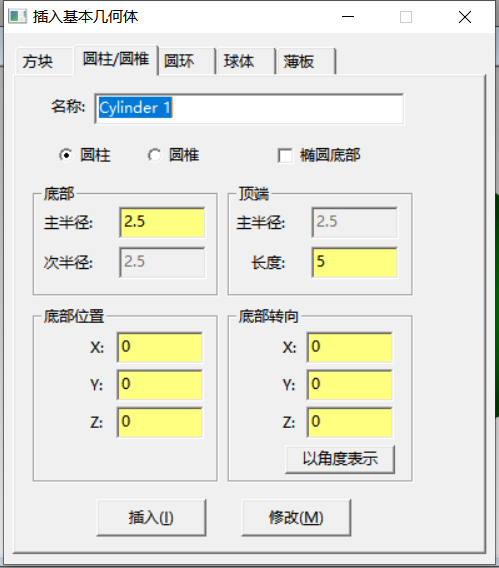 插入基本几何体
方块 圆柱/圆椎 圆环 球体 薄板
名称: Cylinder 1
圆柱 圆椎 椭圆底部
底部 顶端
主半径: 2.5 主半径: 2.5
次半径: 2.5 长度: 5
底部位置 底部转向
X: 0 X: 0
Y: 0 Y: 0
Z: 0 Z: 0
以角度表示
插入(I) 修改(M)